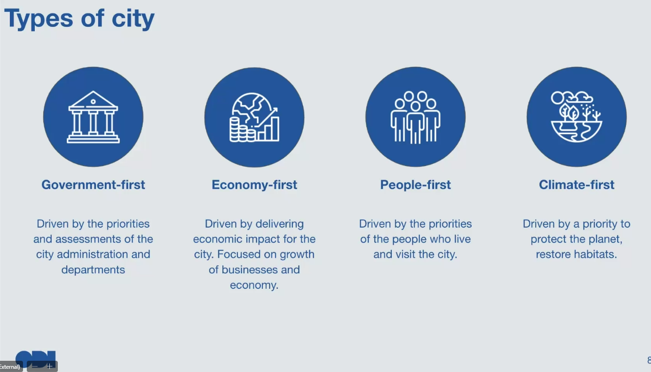 Types of city
Government-first
Driven by the priorities
and assessments of the
city administration and
departments
Economy-first
Driven by delivering
economic impact for the
city. Focused on growth
of businesses and
economy.
People-first
Driven by the priorities
of the people who live
and visit the city.
Climate-first
Driven by a priority to
protect the planet,
restore habitats.
ODI
External)
8